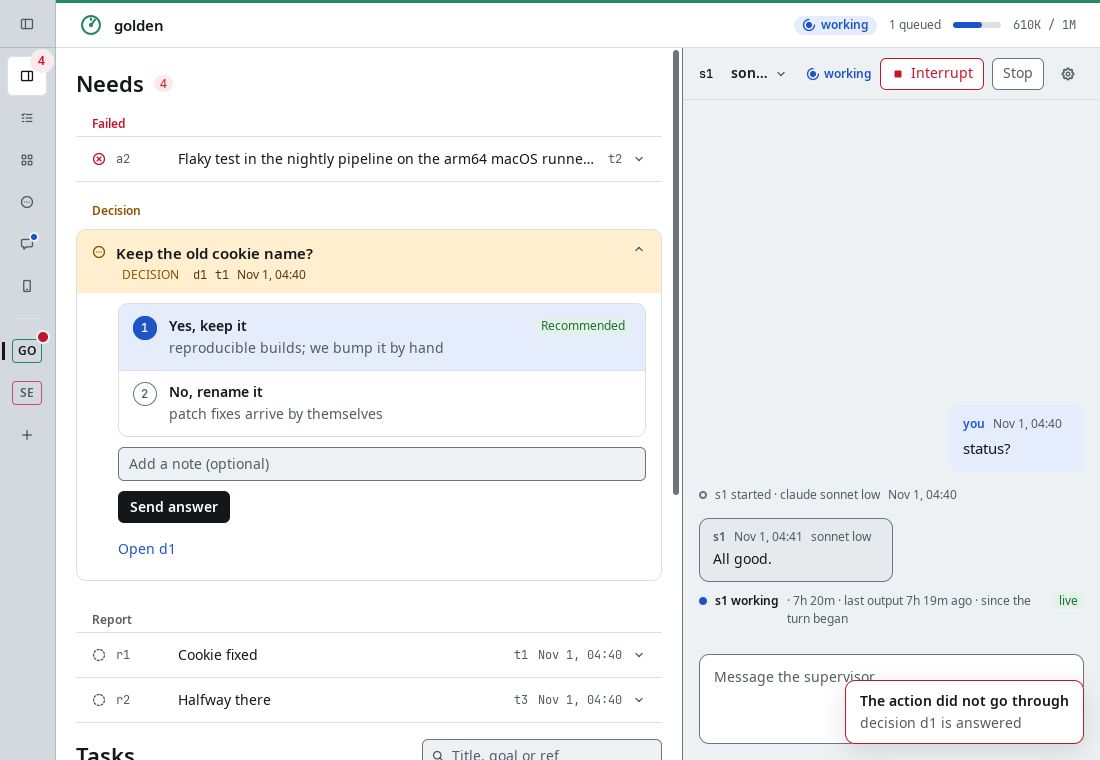 golden
working
1 queued
610K / 1M
4
GO
SE
Needs 4
Failed
a2 Flaky test in the nightly pipeline on the arm64 macOS runne… t2
Decision
Keep the old cookie name?
DECISION d1 t1 Nov 1, 04:40
1 Yes, keep it Recommended
reproducible builds; we bump it by hand
2 No, rename it
patch fixes arrive by themselves
Add a note (optional)
Send answer
Open d1
Report
r1 Cookie fixed t1 Nov 1, 04:40
r2 Halfway there t3 Nov 1, 04:40
Tasks
Title, goal or ref
s1 son… working Interrupt Stop
you Nov 1, 04:40
status?
s1 started · claude sonnet low Nov 1, 04:40
s1 Nov 1, 04:41 sonnet low
All good.
s1 working · 7h 20m · last output 7h 19m ago · since the live
turn began
Message the supervisor
The action did not go through
decision d1 is answered